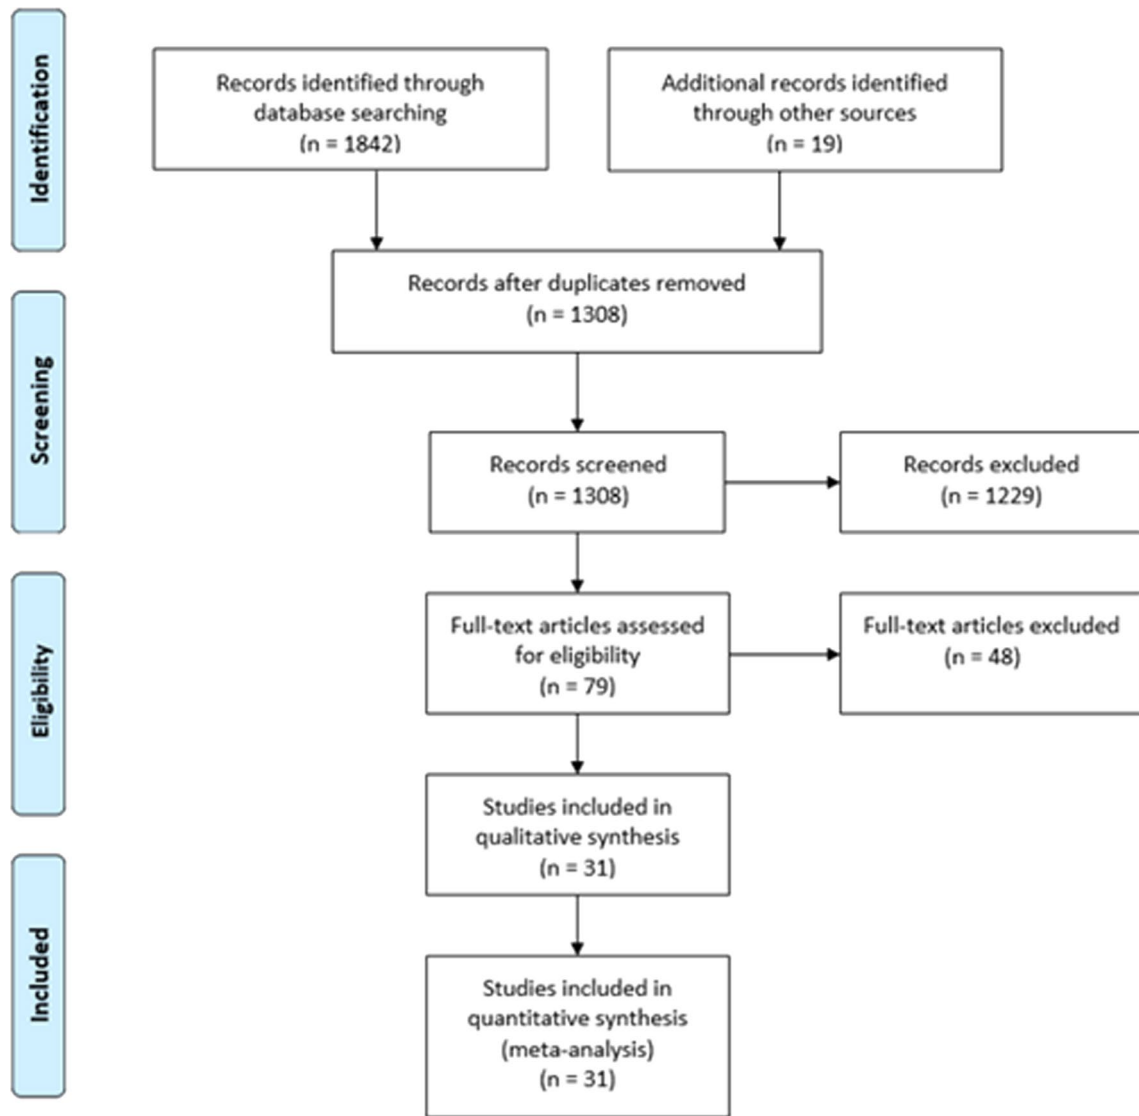 Identification
Records identified through
database searching
(n = 1842)
Additional records identified
through other sources
(n = 19)
Records after duplicates removed
(n = 1308)
Screening
Records screened
(n = 1308)
Records excluded
(n = 1229)
Eligibility
Full-text articles assessed
for eligibility
(n = 79)
Full-text articles excluded
(n = 48)
Studies included in
qualitative synthesis
(n = 31)
Included
Studies included in
quantitative synthesis
(meta-analysis)
(n = 31)